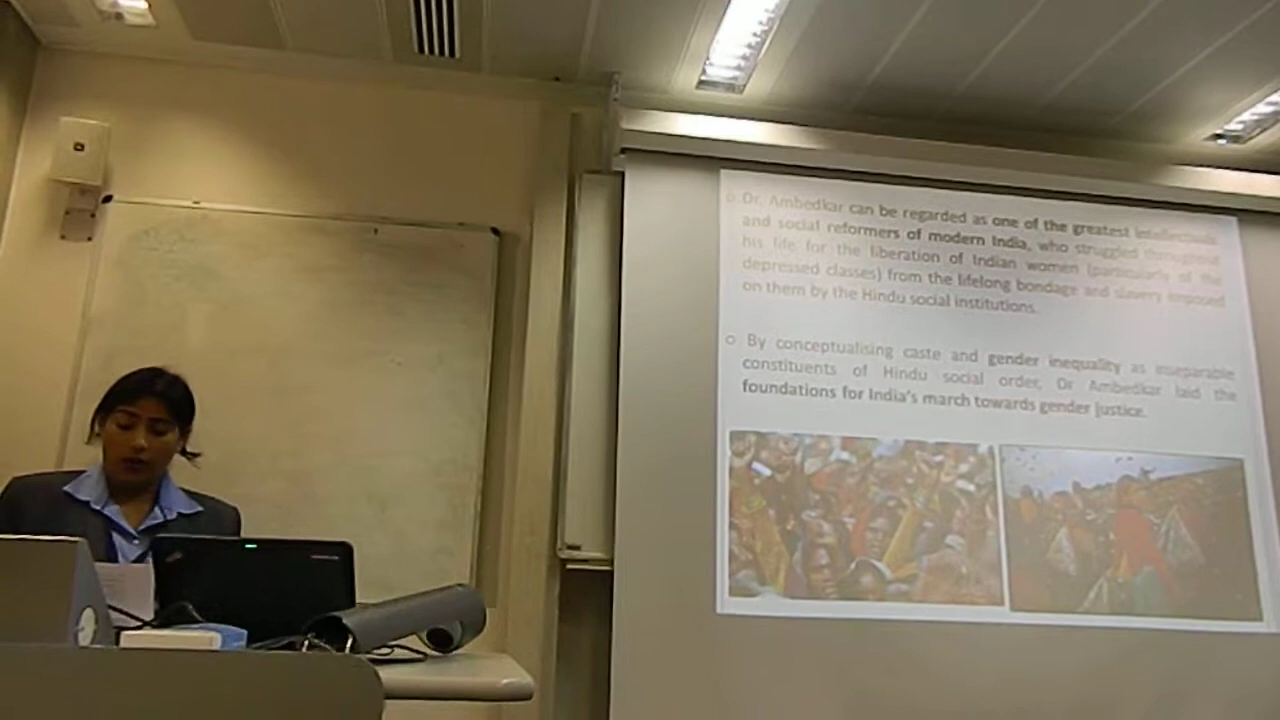 o Dr. Ambedkar can be regarded as one of the greatest intellectuals
and social reformers of modern India, who struggled throughout
his life for the liberation of Indian women (particularly of the
depressed classes) from the lifelong bondage and slavery imposed
on them by the Hindu social institutions.
o By conceptualising caste and gender inequality as inseparable
constituents of Hindu social order, Dr Ambedkar laid the
foundations for India's march towards gender justice.